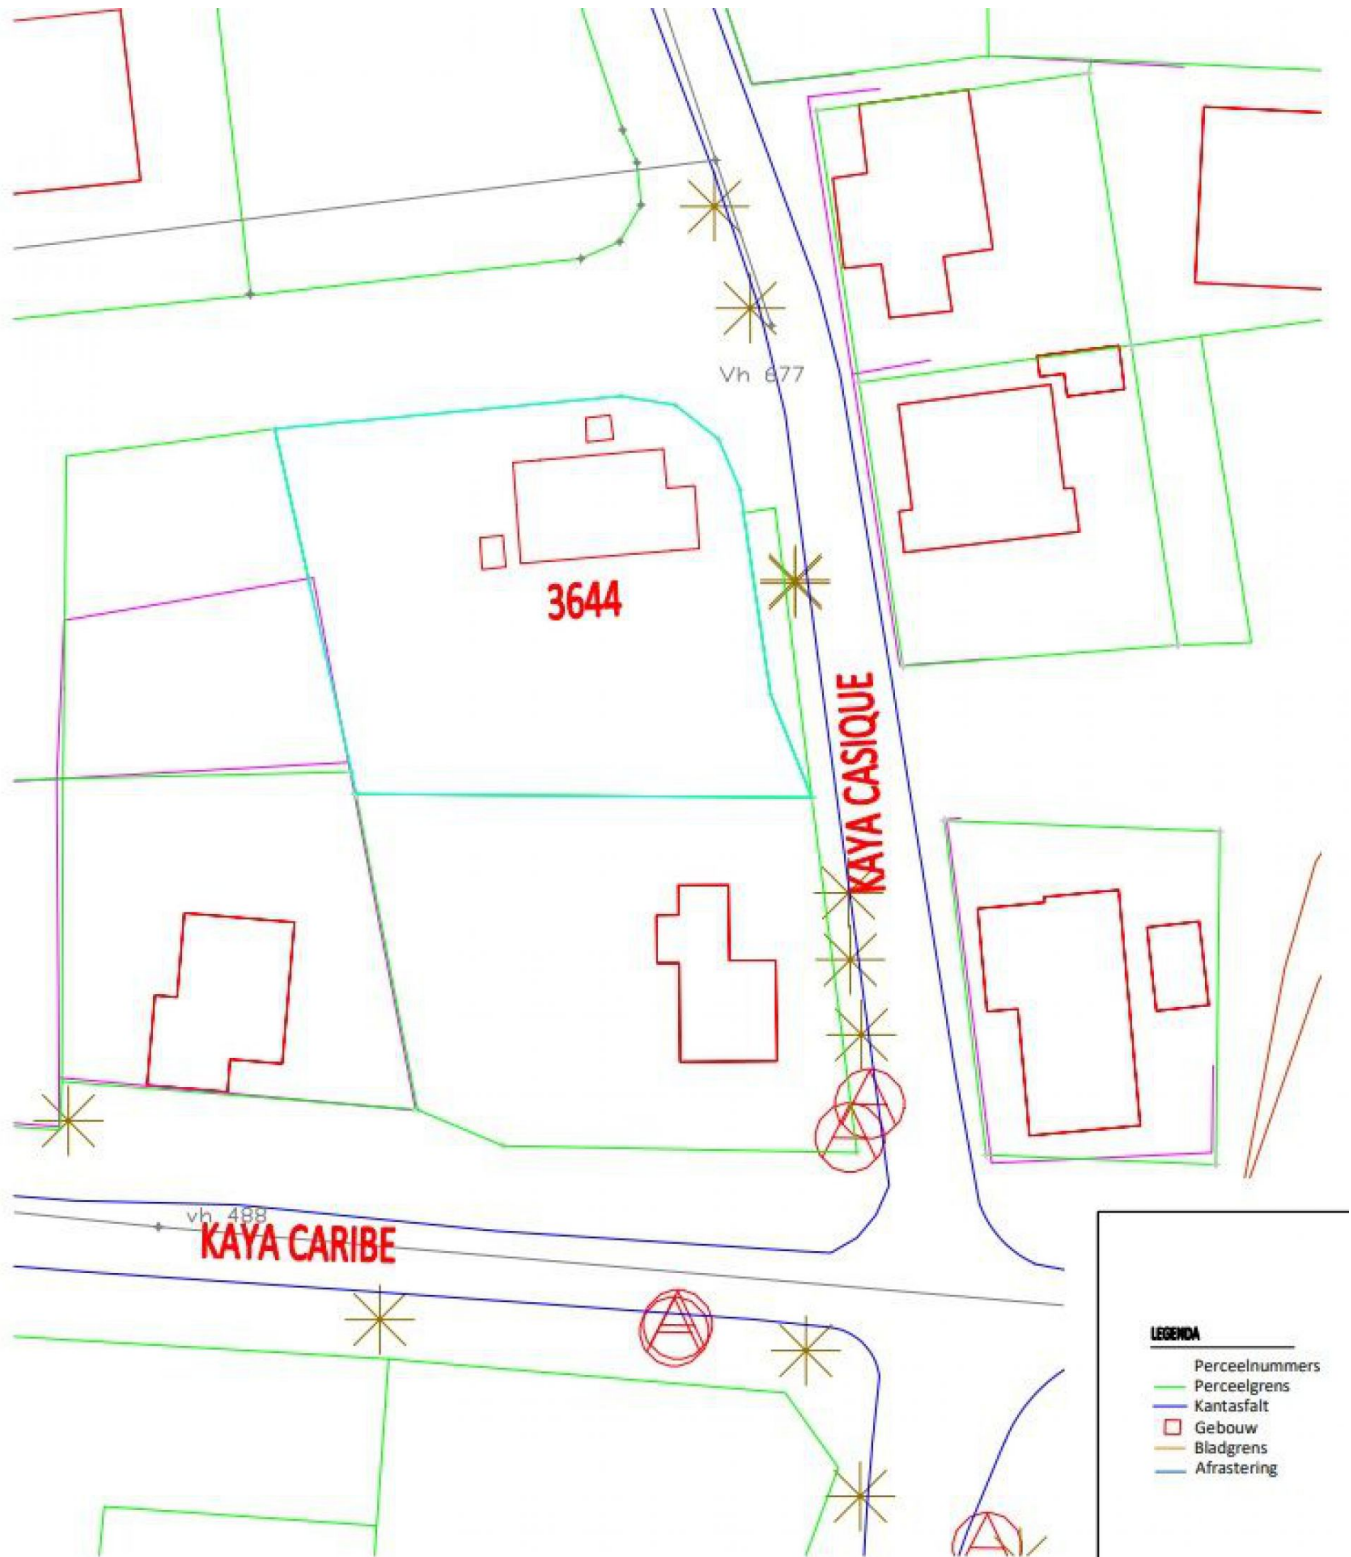 Vh 677
3644
KAYA CASIQUE
vh 488
KAYA CARIBE
LEGENDA
Perceelnummers
Perceelgrens
Kantasfalt
Gebouw
Bladgrens
Afrastering